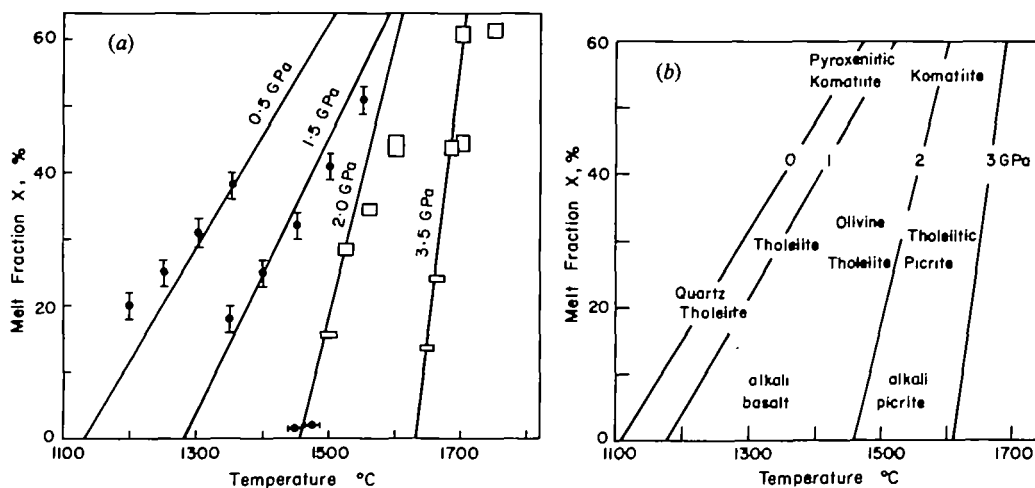 (a)
60
40
20
0
Melt Fraction X, %
0·5 GPa
1·5 GPa
2·0 GPa
3·5 GPa
1100
1300
1500
1700
Temperature °C
(b)
60
40
20
0
Melt Fraction X, %
Pyroxenitic
Komatiite
Komatiite
0
1
2
3 GPa
Olivine
Tholeiite
Tholeiitic
Tholeiite
Picrite
Quartz
Tholeiite
alkali
basalt
alkali
picrite
1100
1300
1500
1700
Temperature °C